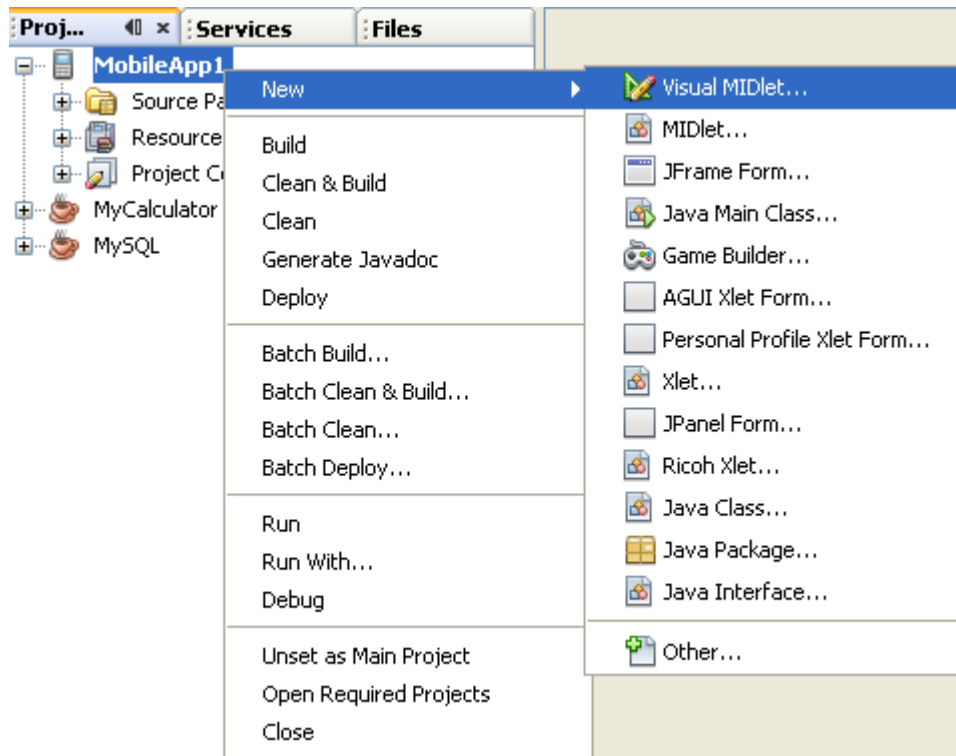 Proj...
Services
Files
MobileApp1
Source Pa
Resource
Project C
MyCalculator
MySQL
New
Build
Clean & Build
Clean
Generate Javadoc
Deploy
Batch Build...
Batch Clean & Build...
Batch Clean...
Batch Deploy...
Run
Run With...
Debug
Unset as Main Project
Open Required Projects
Close
Visual MIDlet...
MIDlet...
JFrame Form...
Java Main Class...
Game Builder...
AGUI Xlet Form...
Personal Profile Xlet Form...
Xlet...
JPanel Form...
Ricoh Xlet...
Java Class...
Java Package...
Java Interface...
Other...